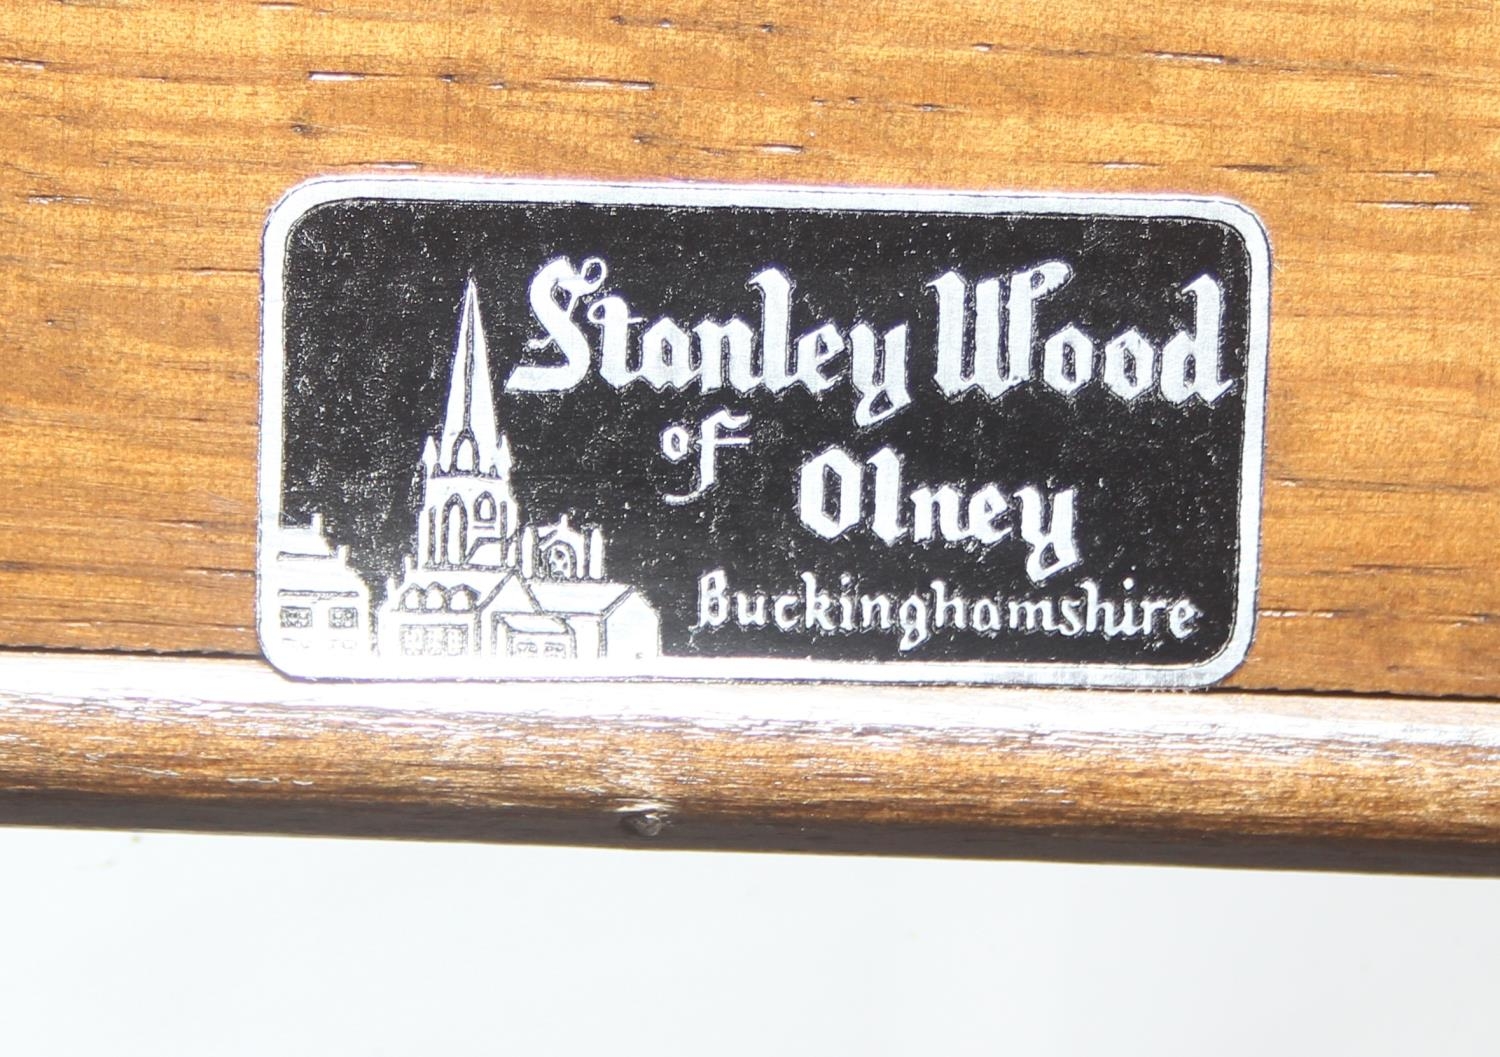 Stanley Wood
of
Olney
Buckinghamshire